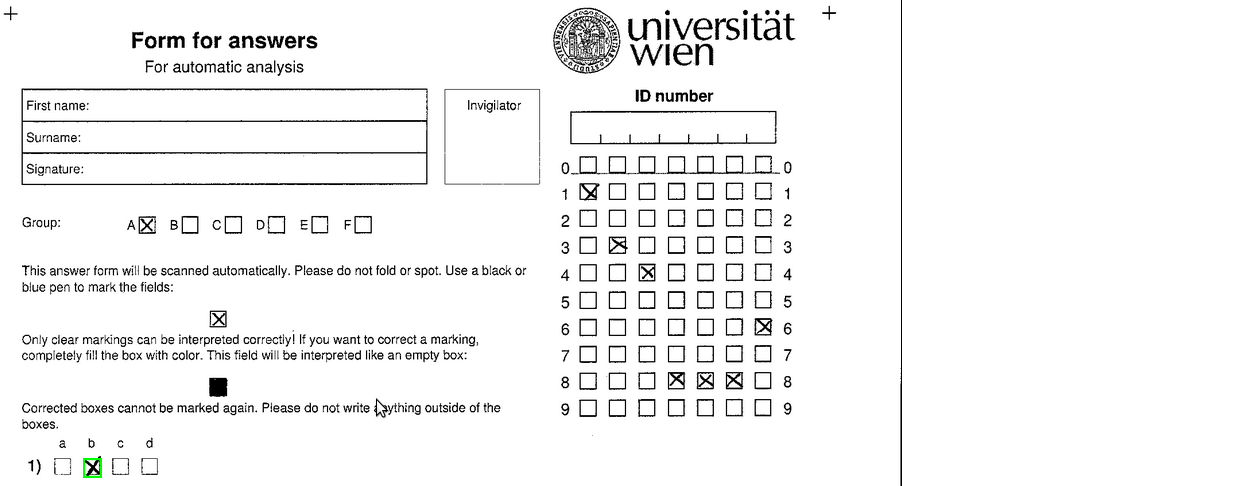 Form for answers
For automatic analysis
universität
wien
First name:
Surname:
Signature:
Invigilator
ID number
0 0
1 1
2 2
3 3
4 4
5 5
6 6
7 7
8 8
9 9
Group: A B C D E F
This answer form will be scanned automatically. Please do not fold or spot. Use a black or
blue pen to mark the fields:
Only clear markings can be interpreted correctly! If you want to correct a marking,
completely fill the box with color. This field will be interpreted like an empty box:
Corrected boxes cannot be marked again. Please do not write anything outside of the
boxes.
a b c d
1)